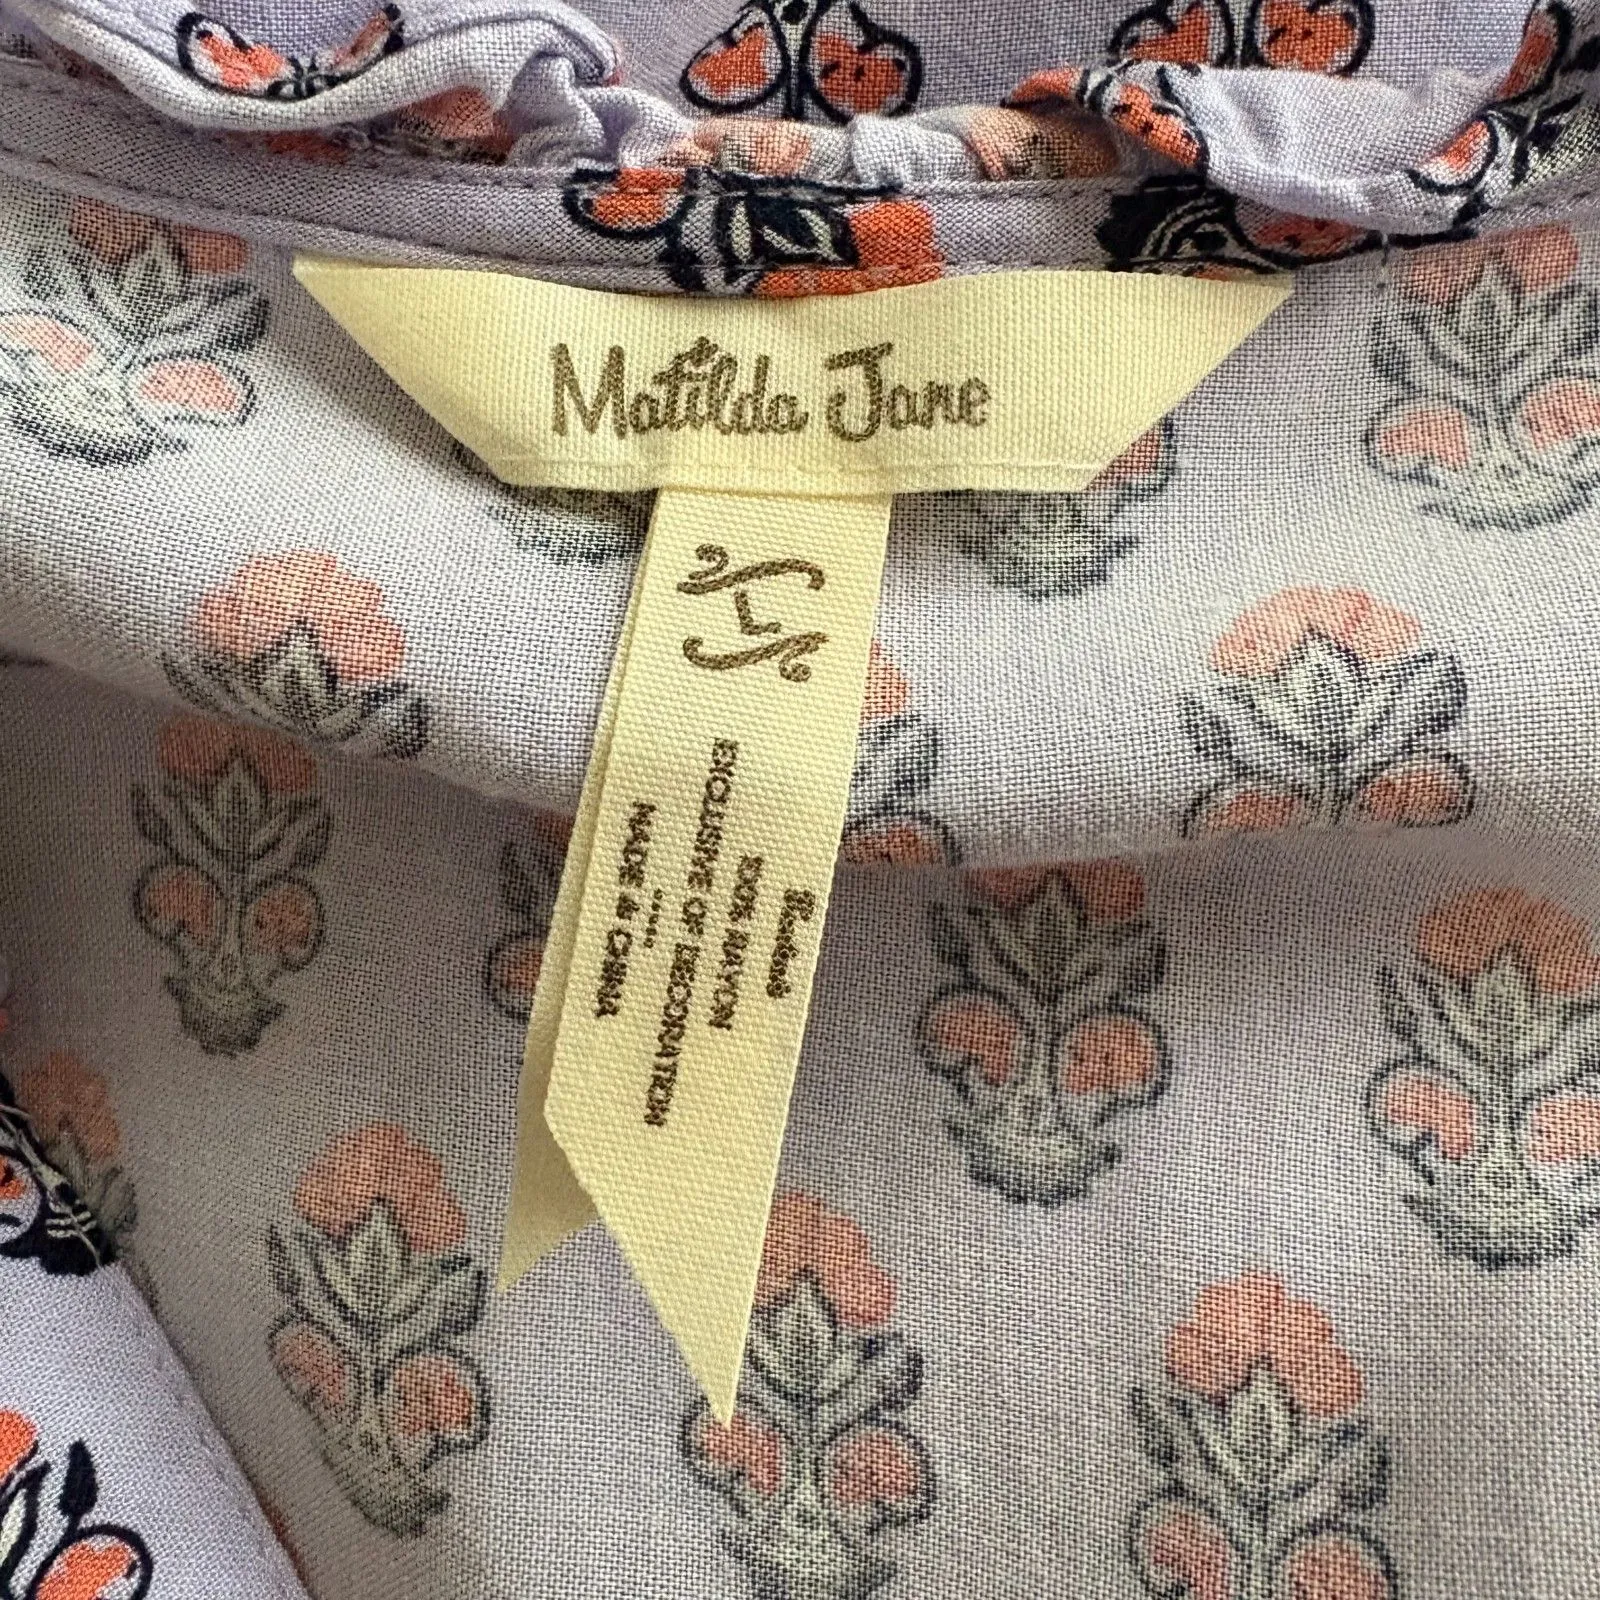 Matilda Jane
L
100% RAYON
EXCLUSIVE OF DECORATION
MADE IN CHINA